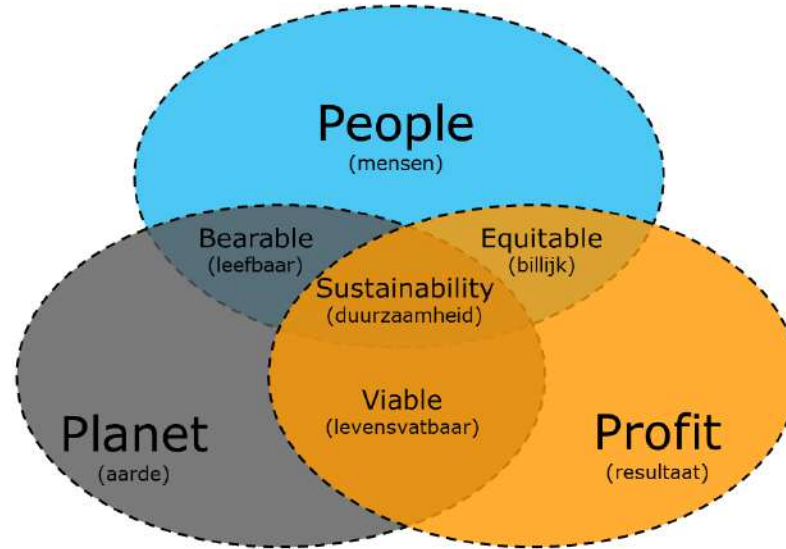 People
(mensen)
Bearable
(leefbaar)
Equitable
(billijk)
Sustainability
(duurzaamheid)
Viable
(levensvatbaar)
Planet
(aarde)
Profit
(resultaat)